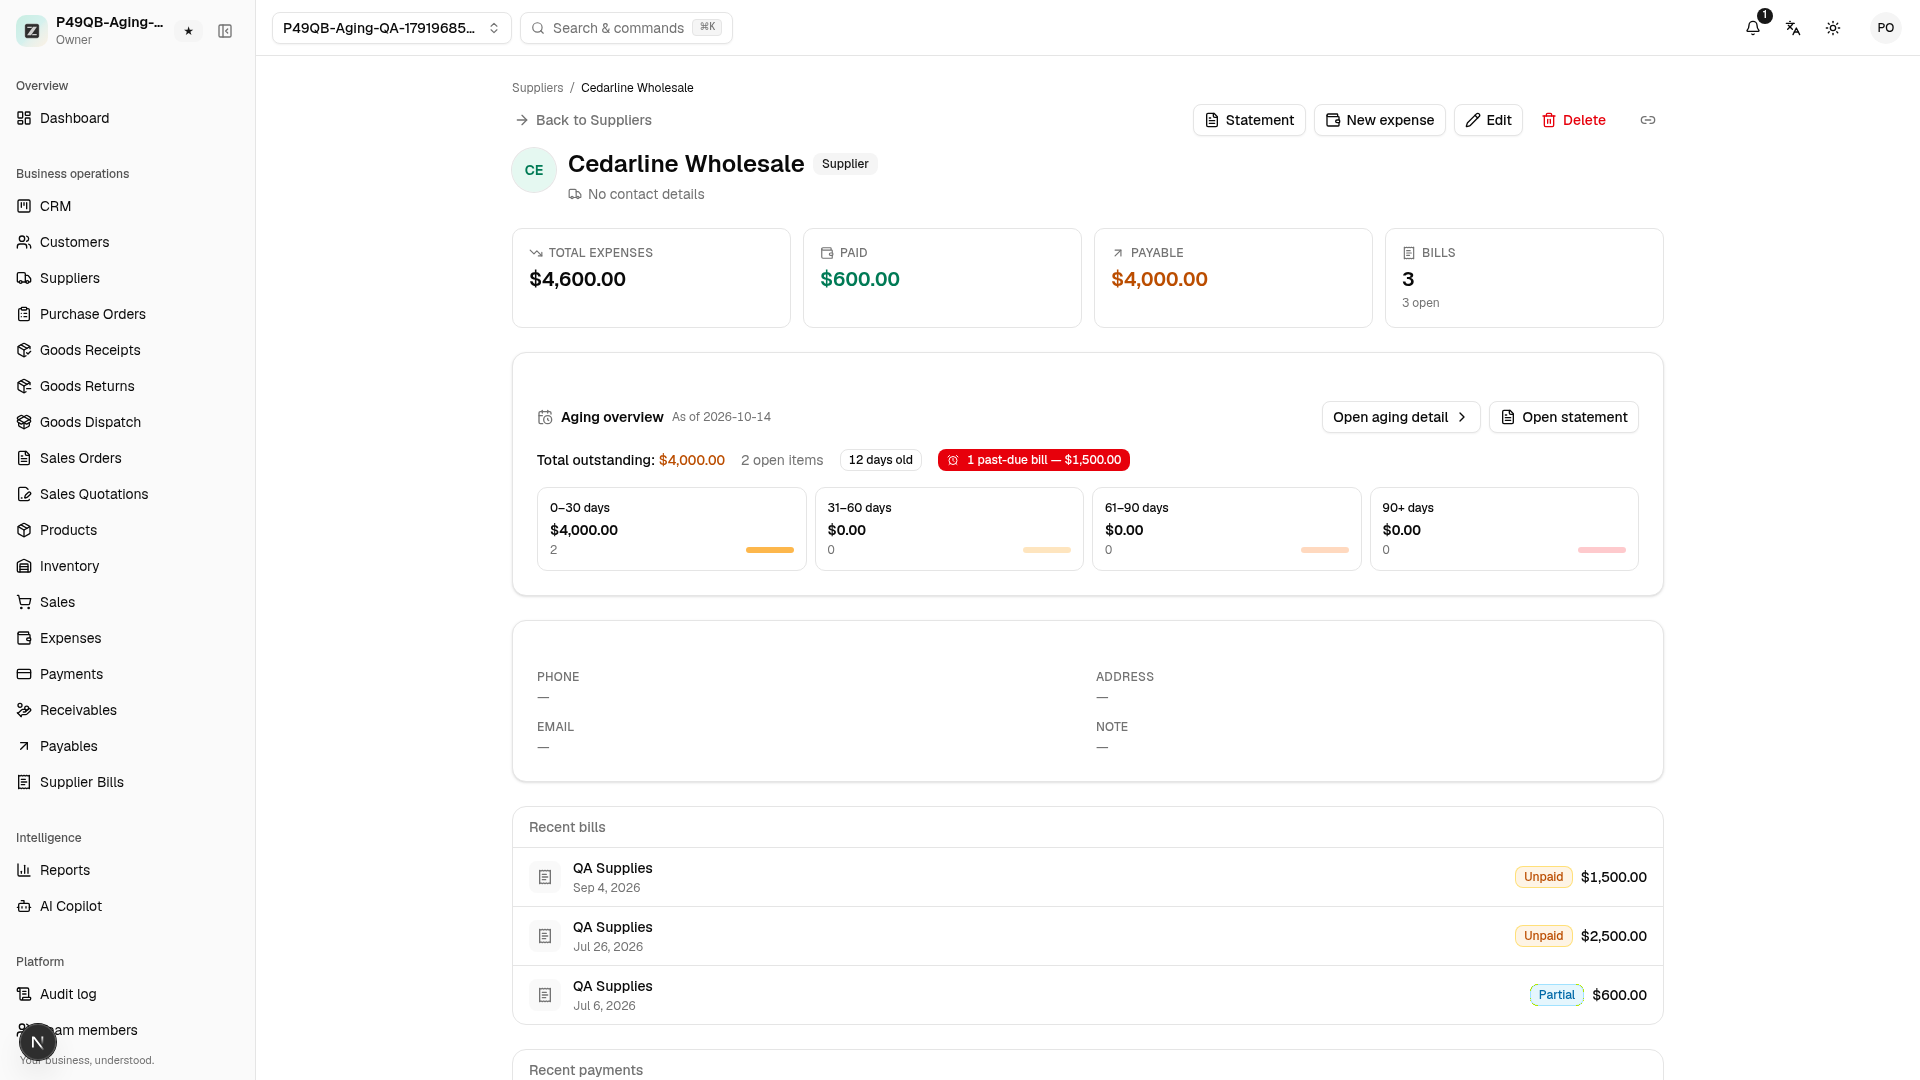 P49QB-Aging-...
Owner
★
Overview
Dashboard
Business operations
CRM
Customers
Suppliers
Purchase Orders
Goods Receipts
Goods Returns
Goods Dispatch
Sales Orders
Sales Quotations
Products
Inventory
Sales
Expenses
Payments
Receivables
Payables
Supplier Bills
Intelligence
Reports
AI Copilot
Platform
Audit log
am members
N
business, understood.
P49QB-Aging-QA-17919685...
Search & commands ⌘K
1
PO
Suppliers / Cedarline Wholesale
Back to Suppliers
Statement
New expense
Edit
Delete
CE
Cedarline Wholesale Supplier
No contact details
TOTAL EXPENSES
$4,600.00
PAID
$600.00
PAYABLE
$4,000.00
BILLS
3
3 open
Aging overview As of 2026-10-14
Open aging detail
Open statement
Total outstanding: $4,000.00 2 open items 12 days old 1 past-due bill — $1,500.00
0–30 days
$4,000.00
2
31–60 days
$0.00
0
61–90 days
$0.00
0
90+ days
$0.00
0
PHONE
—
ADDRESS
—
EMAIL
—
NOTE
—
Recent bills
QA Supplies
Sep 4, 2026
Unpaid $1,500.00
QA Supplies
Jul 26, 2026
Unpaid $2,500.00
QA Supplies
Jul 6, 2026
Partial $600.00
Recent payments